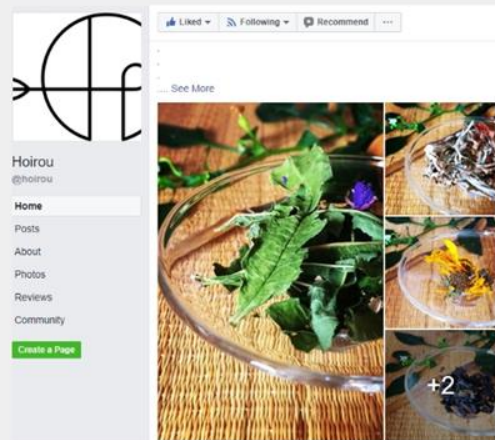 Liked Following Recommend ...
.... See More
Hoirou
@hoirou
Home
Posts
About
Photos
Reviews
Community
Create a Page
+2